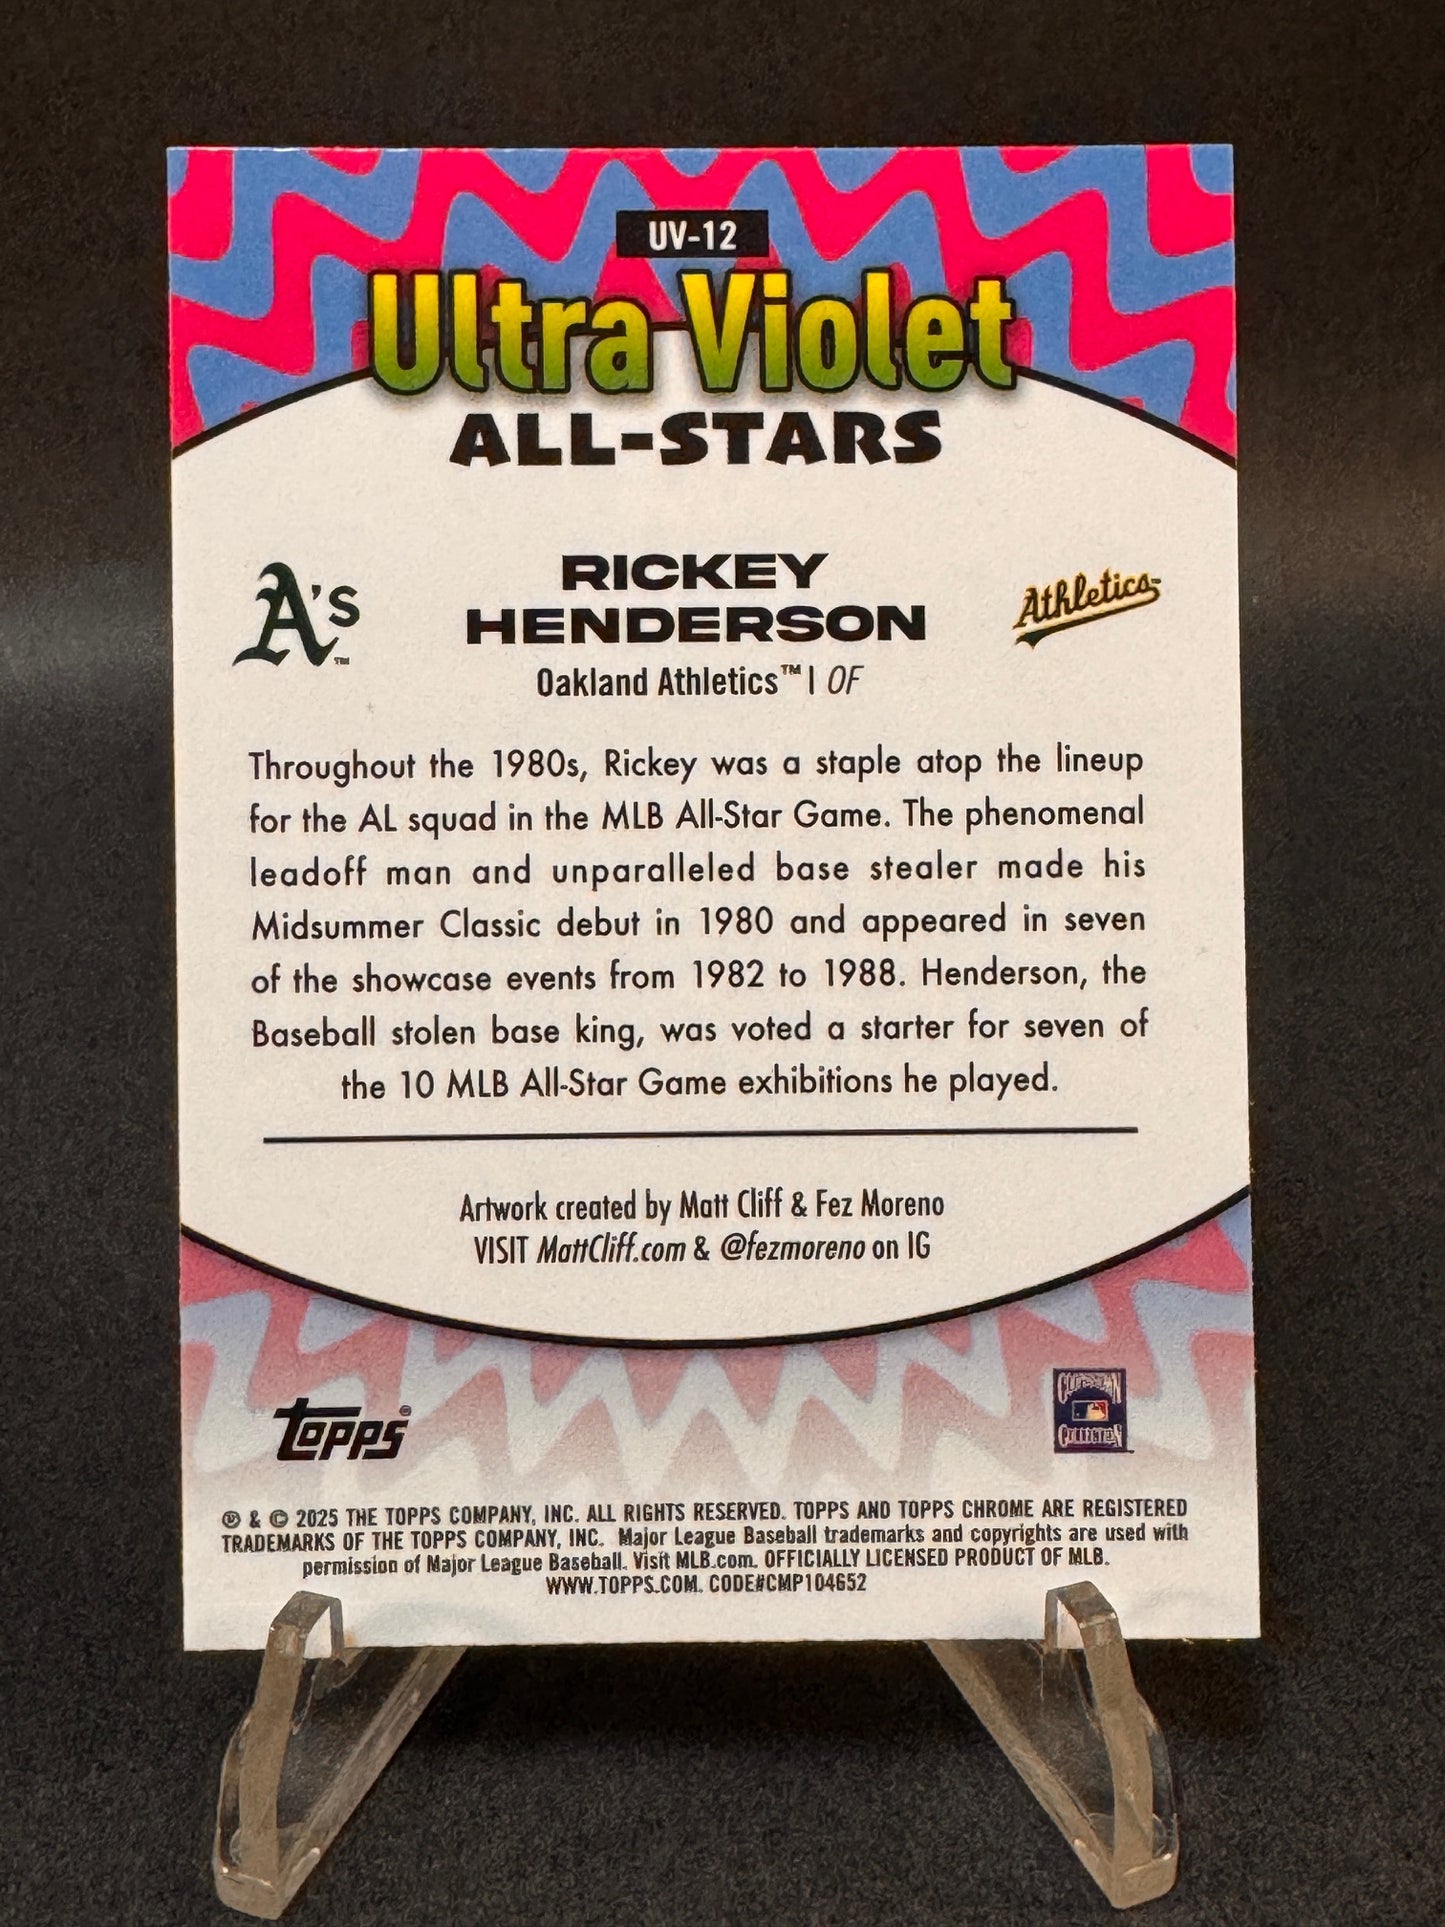 UV-12
Ultra Violet
ALL-STARS
A's™
RICKEY
HENDERSON
Athletics
Oakland Athletics™ | OF
Throughout the 1980s, Rickey was a staple atop the lineup
for the AL squad in the MLB All-Star Game. The phenomenal
leadoff man and unparalleled base stealer made his
Midsummer Classic debut in 1980 and appeared in seven
of the showcase events from 1982 to 1988. Henderson, the
Baseball stolen base king, was voted a starter for seven of
the 10 MLB All-Star Game exhibitions he played.
Artwork created by Matt Cliff & Fez Moreno
VISIT MattCliff.com & @fezmoreno on IG
TOPPS®
COOPERSTOWN
COLLECTION
® & © 2025 THE TOPPS COMPANY, INC. ALL RIGHTS RESERVED. TOPPS AND TOPPS CHROME ARE REGISTERED
TRADEMARKS OF THE TOPPS COMPANY, INC. Major League Baseball trademarks and copyrights are used with
permission of Major League Baseball. Visit MLB.com. OFFICIALLY LICENSED PRODUCT OF MLB.
WWW.TOPPS.COM. CODE#CMP104652